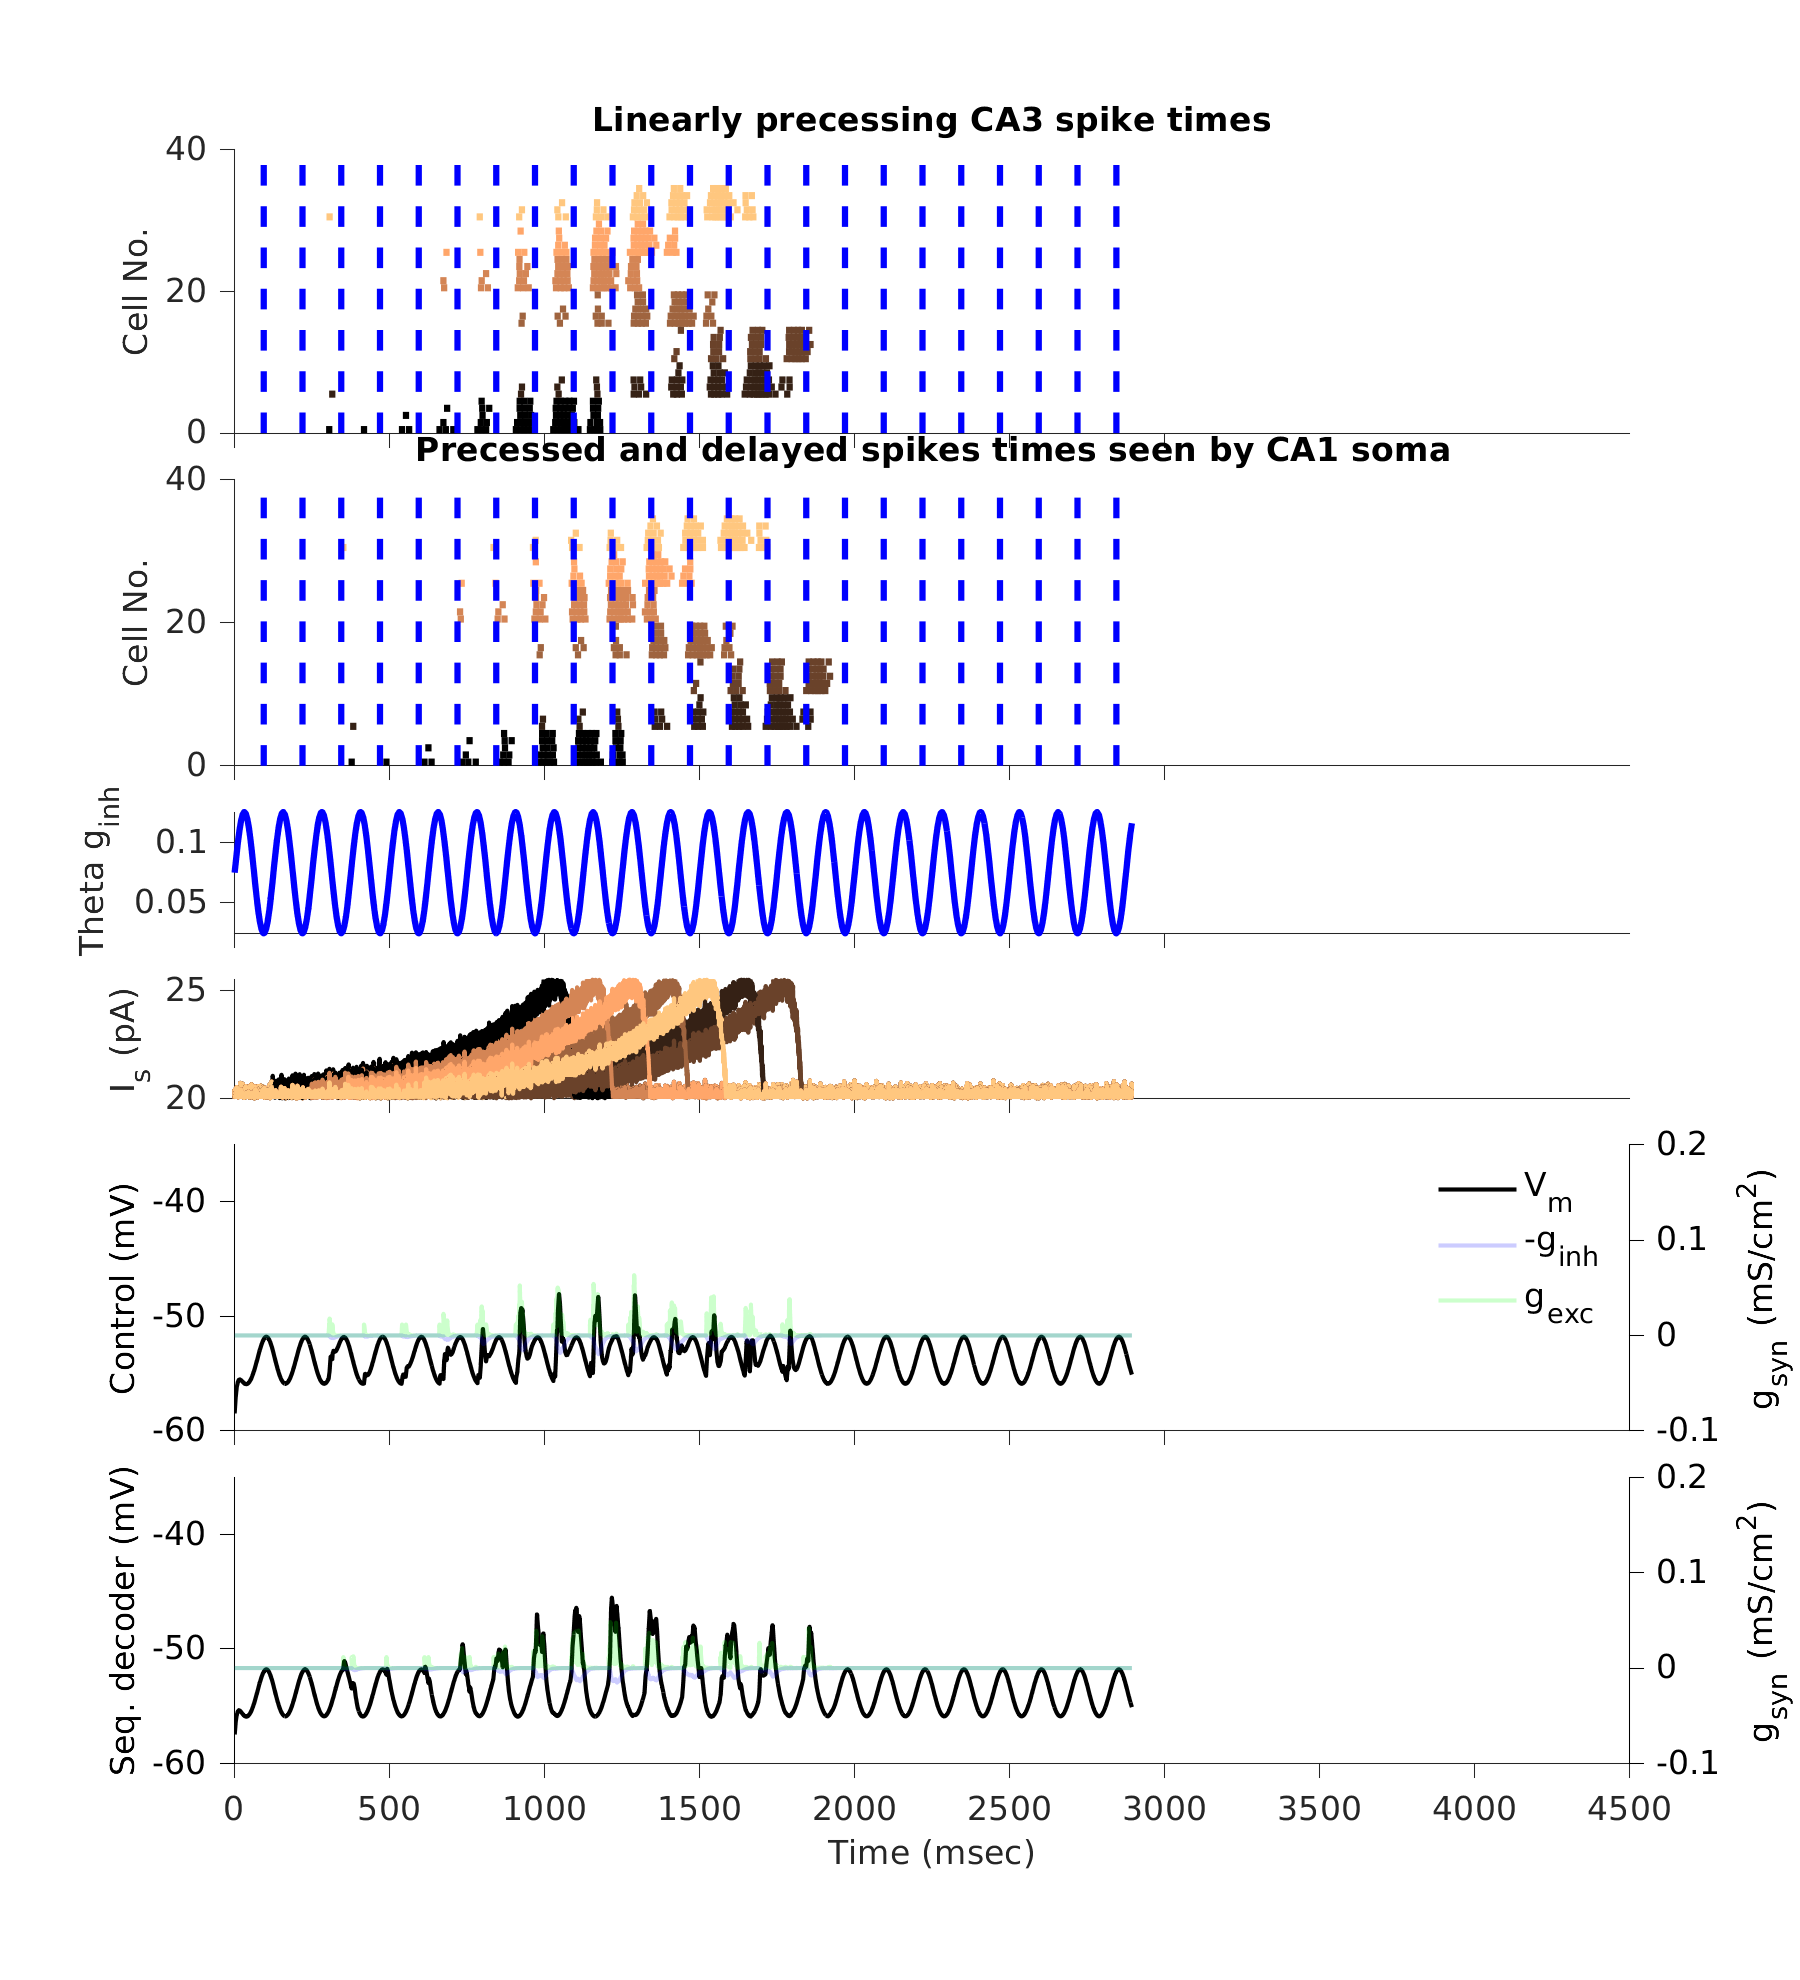 Linearly precessing CA3 spike times
40
20
0
Cell No.
Precessed and delayed spikes times seen by CA1 soma
40
20
0
Cell No.
0.1
0.05
Theta g_inh
25
20
I_s (pA)
-40
-50
-60
Control (mV)
V_m
-g_inh
g_exc
0.2
0.1
0
-0.1
g_syn (mS/cm^2)
-40
-50
-60
Seq. decoder (mV)
0.2
0.1
0
-0.1
g_syn (mS/cm^2)
0 500 1000 1500 2000 2500 3000 3500 4000 4500
Time (msec)